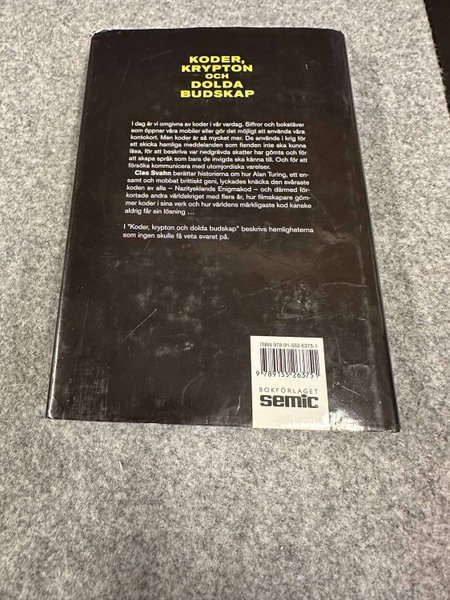 KODER,
KRYPTON
OCH
DOLDA
BUDSKAP
I dag är vi omgivna av koder i vår vardag. Siffror och bokstäver
som öppnar våra mobiler eller gör det möjligt att använda våra
kontokort. Men koder är så mycket mer. Da används i krig för
att skicka hemliga meddelanden som fienden inte ska kunna
läsa, för att beskriva var nedgrävda skatter har gömts och för
att skapa språk som bara de invigda ska känna till. Och för att
försöka kommunicera med utomjordiska varelser.
Clas Svahn berättar historierna om hur Alan Turing, ett en-
samt och mobbat brittiskt geni, lyckades knäcka den svåraste
koden av alla – Nazitysklands Enigmakod – och därmed för-
kortade andra världskriget med flera år, hur filmskapare göm-
mer koder i sina verk och hur världens märkligaste kod kanske
aldrig får sin lösning ...
I "Koder, krypton och dolda budskap" beskrivs hemligheterna
som ingen skulle få veta svaret på.
ISBN 978-91-552-6375-1
9 789155 263751
BOKFÖRLAGET
semic